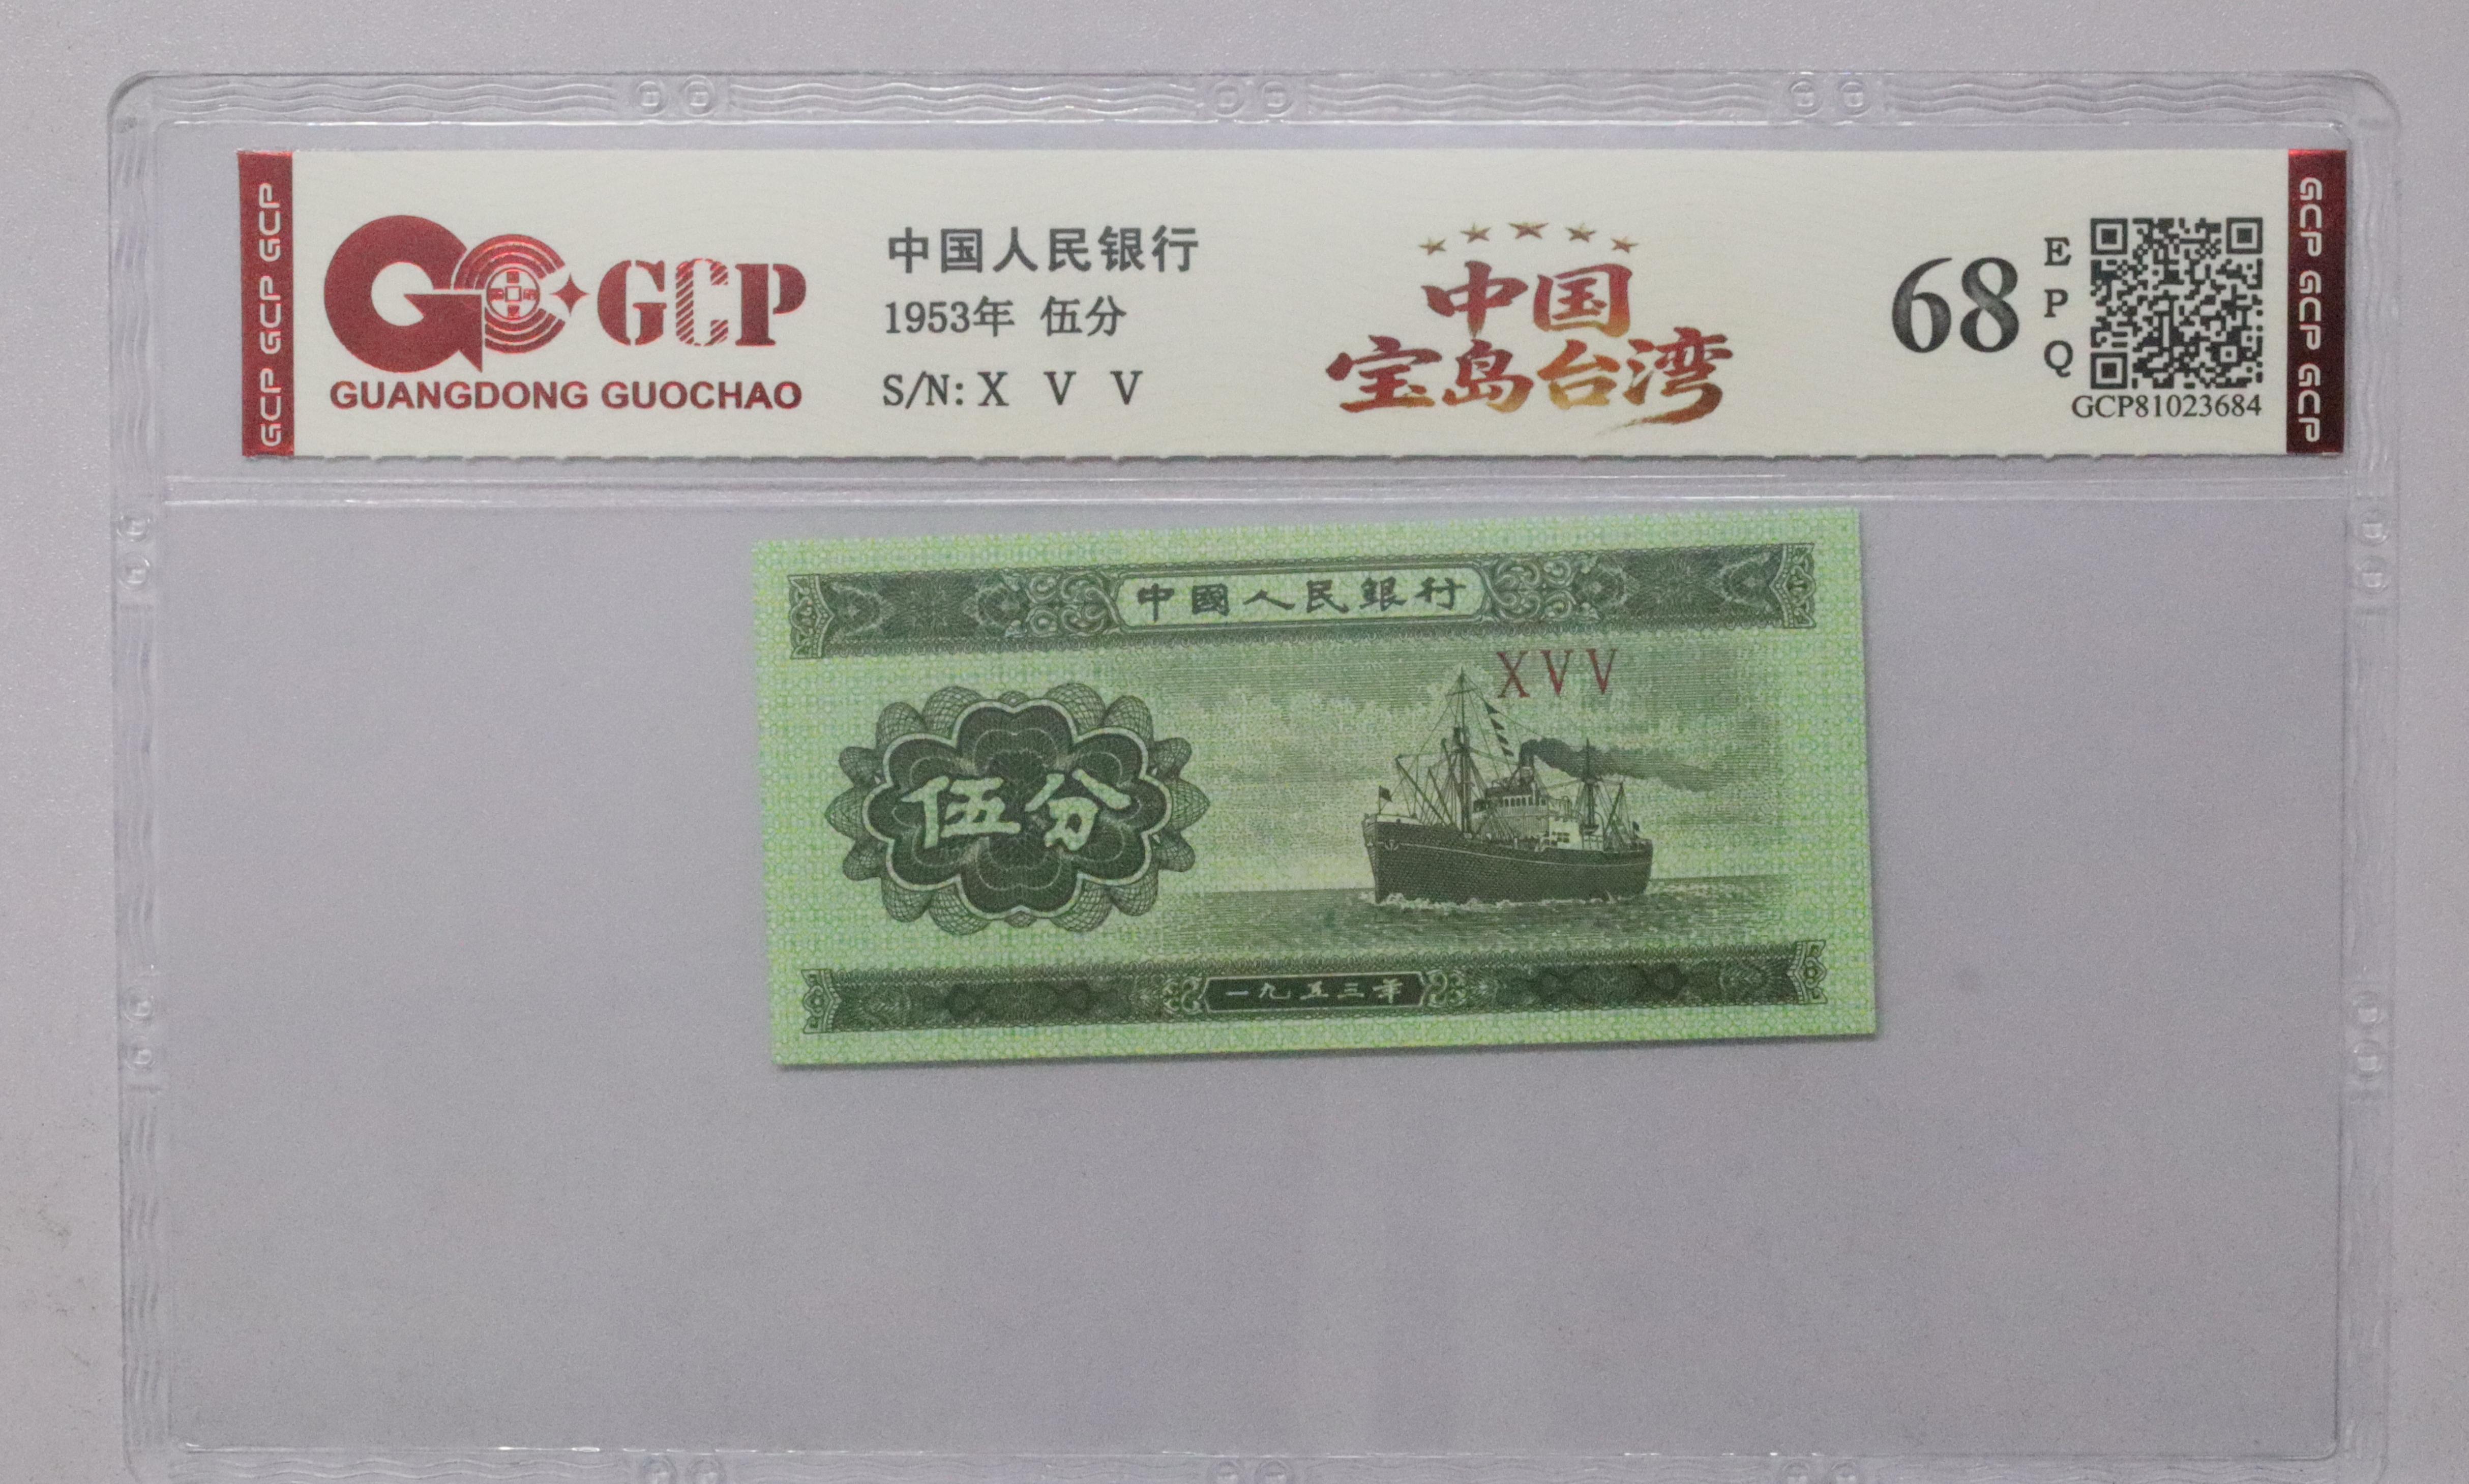 GCP GCP GCP
GCP
GUANGDONG GUOCHAO
中国人民银行
1953年 伍分
S/N: X V V
中国
宝岛台湾
68
E
P
Q
GCP81023684
GCP GCP GCP
中國人民銀行
XVV
伍分
一九五三年